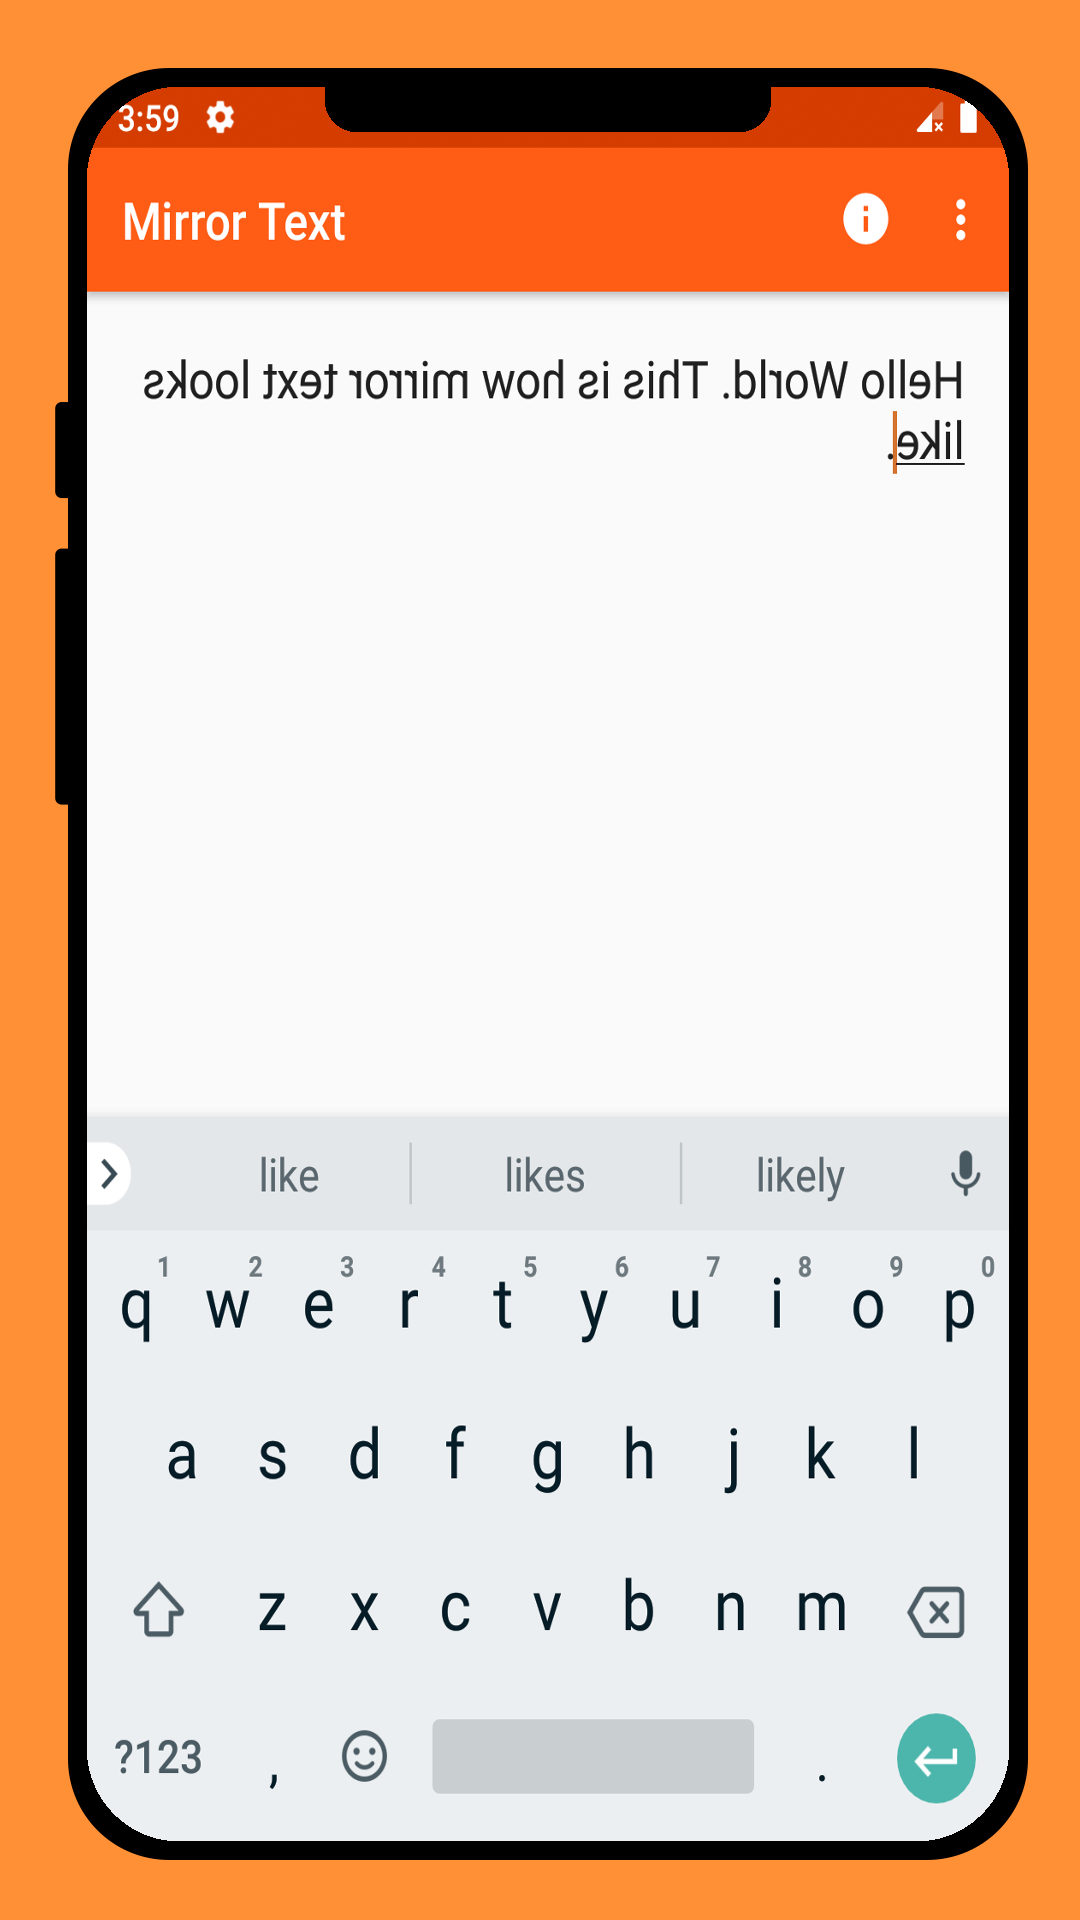 3:59
Mirror Text
Hello World. This is how mirror text looks
like.
like likes likely
1 2 3 4 5 6 7 8 9 0
q w e r t y u i o p
a s d f g h j k l
z x c v b n m
?123 , .